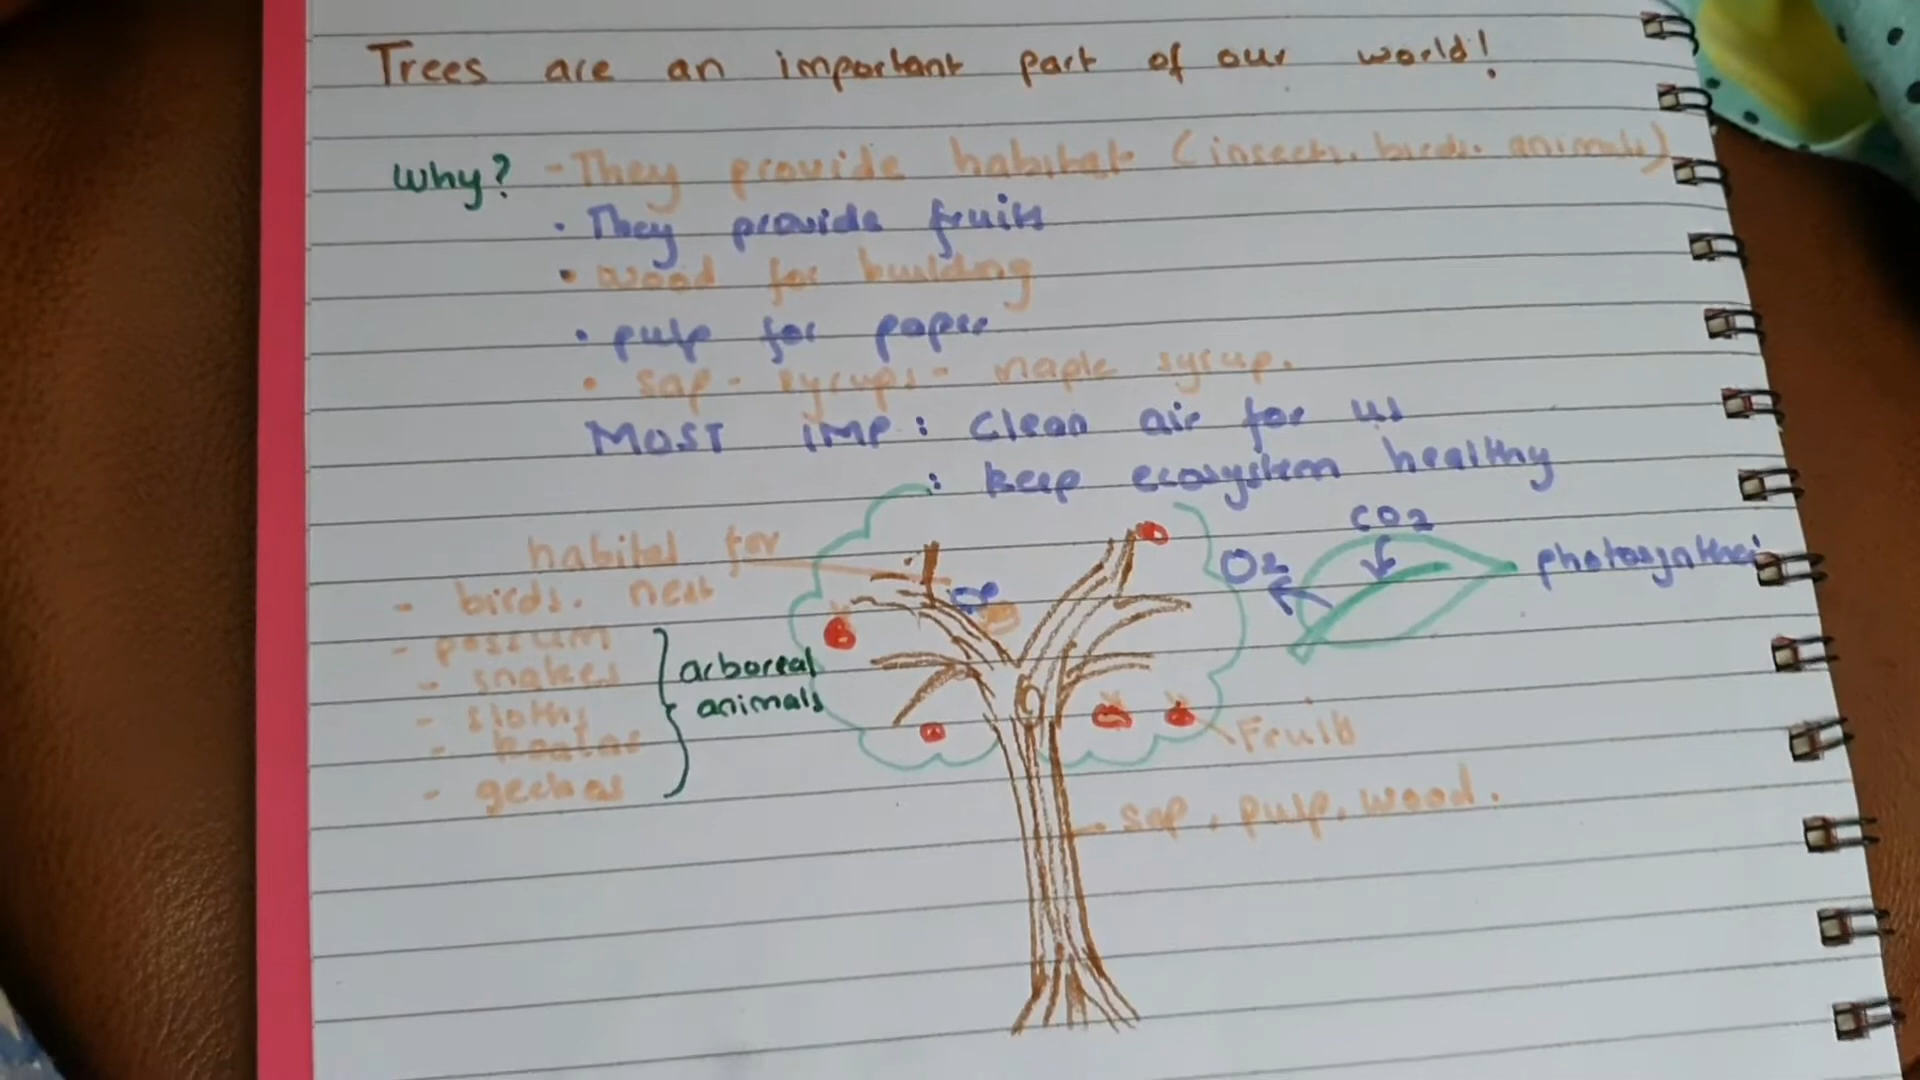 Trees are an important part of our world!
Why? - They provide habitat (insects, birds, animals)
• They provide fruits
• wood for building
• pulp for paper
• sap - syrups - maple syrup.
MOST IMP : Clean air for us
: keep ecosystem healthy
habitat for
- birds. nest
- possum
- snakes
- sloths
- koalas
- geckos
arboreal
animals
CO2
O2
photosynthesi
Fruits
sap, pulp, wood.